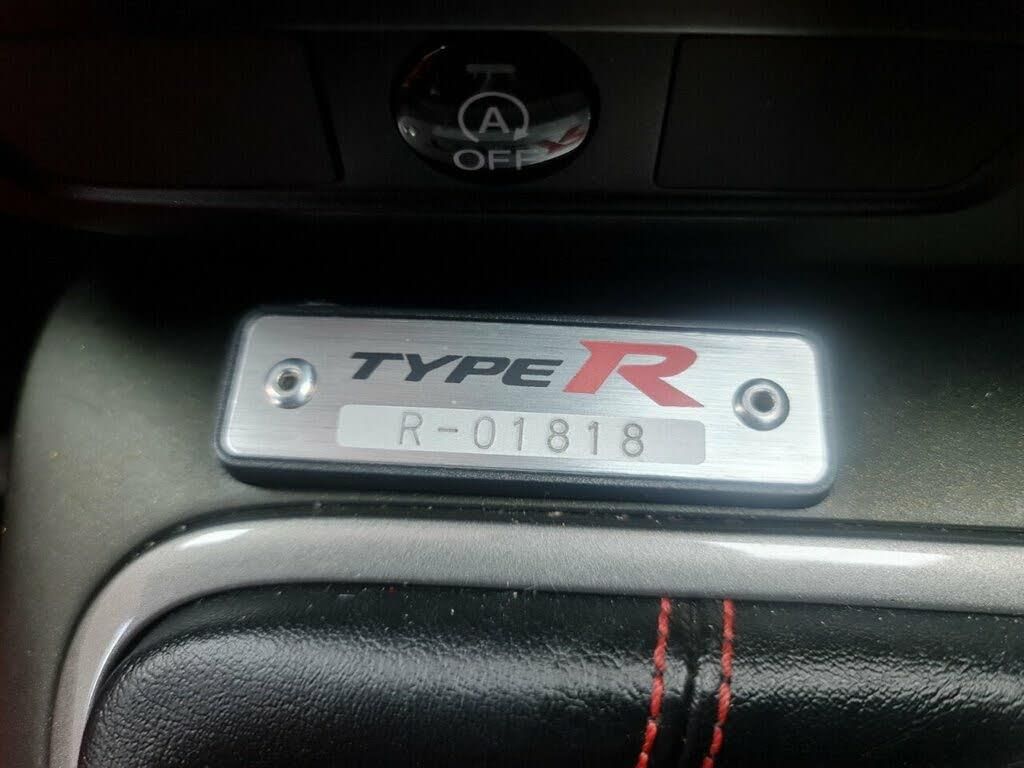 A
OFF
TYPE R
R-01818